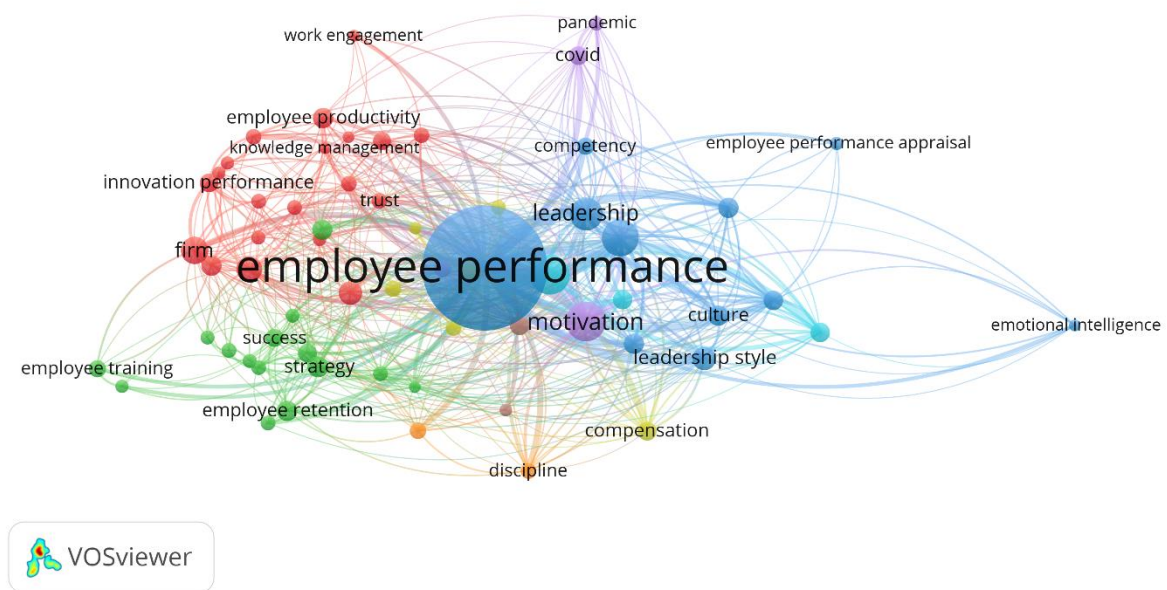 pandemic
work engagement
covid
employee productivity
knowledge management
competency
employee performance appraisal
innovation performance
trust
leadership
firm
employee performance
motivation
culture
emotional intelligence
success
leadership style
employee training
strategy
employee retention
compensation
discipline
VOSviewer